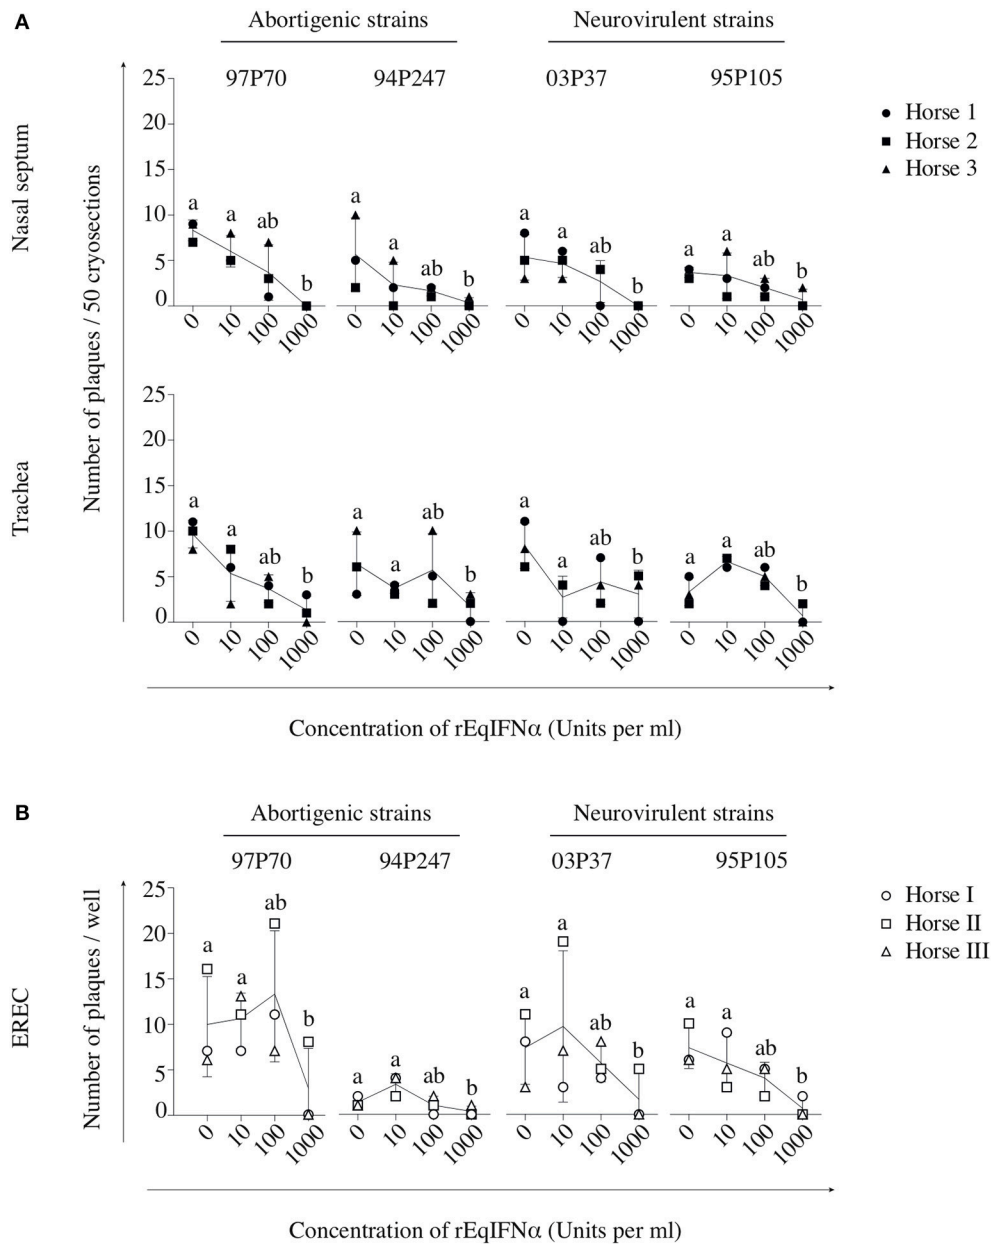 A
Abortigenic strains
Neurovirulent strains
97P70
94P247
03P37
95P105
Horse 1
Horse 2
Horse 3
Number of plaques / 50 cryosections
Nasal septum
25
20
15
10
5
0
a a ab b
a a ab b
a a ab b
a a ab b
0 10 100 1000
0 10 100 1000
0 10 100 1000
0 10 100 1000
Trachea
25
20
15
10
5
0
a a ab b
a a ab b
a a ab b
a a ab b
0 10 100 1000
0 10 100 1000
0 10 100 1000
0 10 100 1000
Concentration of rEqIFNα (Units per ml)
B
Abortigenic strains
Neurovirulent strains
97P70
94P247
03P37
95P105
Horse I
Horse II
Horse III
Number of plaques / well
EREC
25
20
15
10
5
0
a a ab b
a a ab b
a a ab b
a a ab b
0 10 100 1000
0 10 100 1000
0 10 100 1000
0 10 100 1000
Concentration of rEqIFNα (Units per ml)